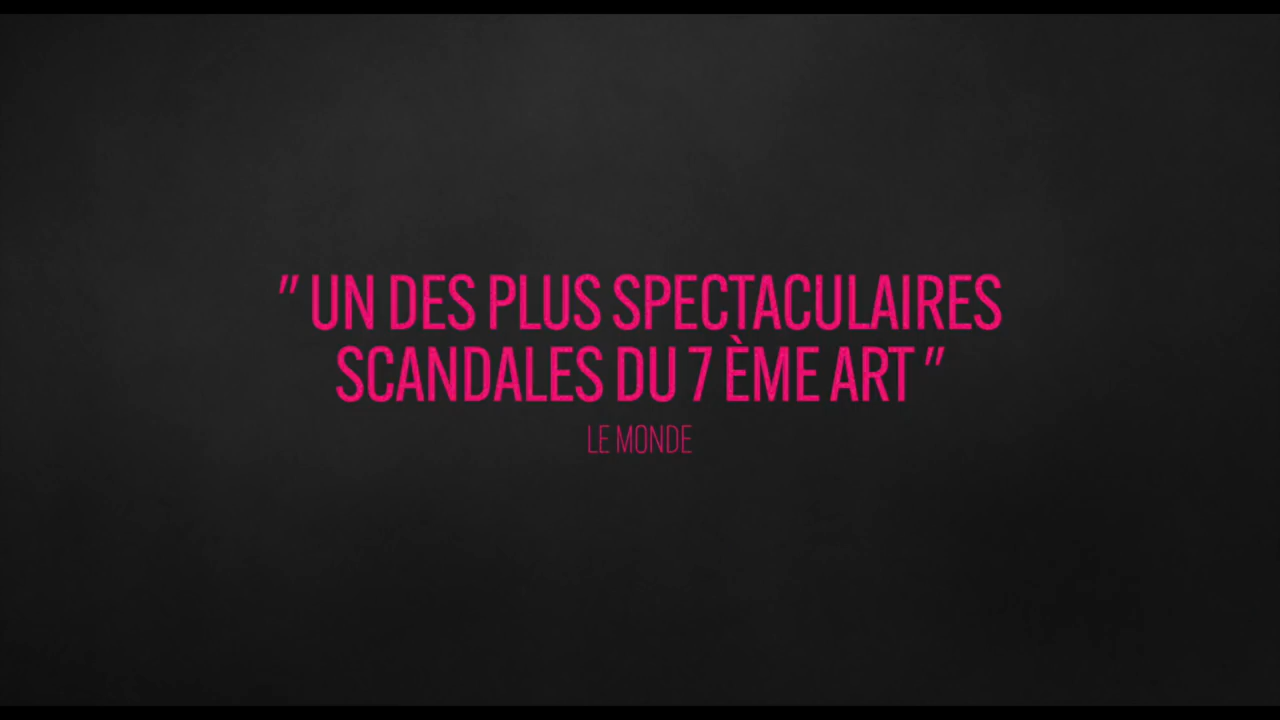 " UN DES PLUS SPECTACULAIRES
SCANDALES DU 7 ÈME ART "
LE MONDE